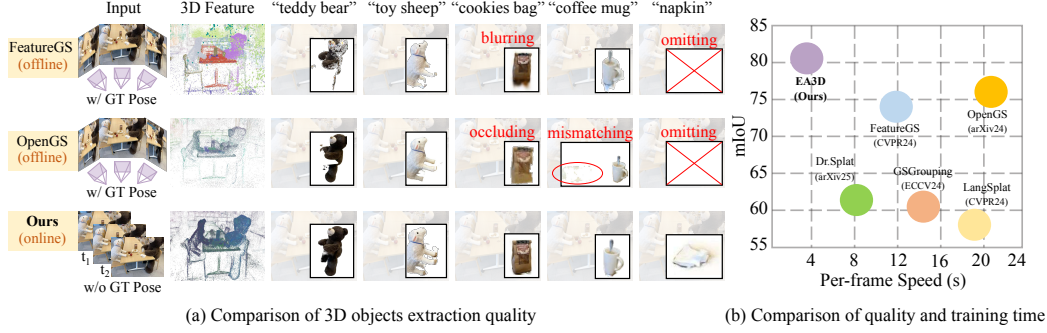 Input 3D Feature “teddy bear” “toy sheep” “cookies bag” “coffee mug” “napkin”
FeatureGS
(offline)
w/ GT Pose
blurring
omitting
OpenGS
(offline)
w/ GT Pose
occluding
mismatching
omitting
Ours
(online)
t1
t2
w/o GT Pose
(a) Comparison of 3D objects extraction quality
mIoU
85
80
75
70
65
60
55
EA3D
(Ours)
FeatureGS
(CVPR24)
OpenGS
(arXiv24)
Dr.Splat
(arXiv25)
GSGrouping
(ECCV24)
LangSplat
(CVPR24)
0 4 8 12 16 20 24
Per-frame Speed (s)
(b) Comparison of quality and training time